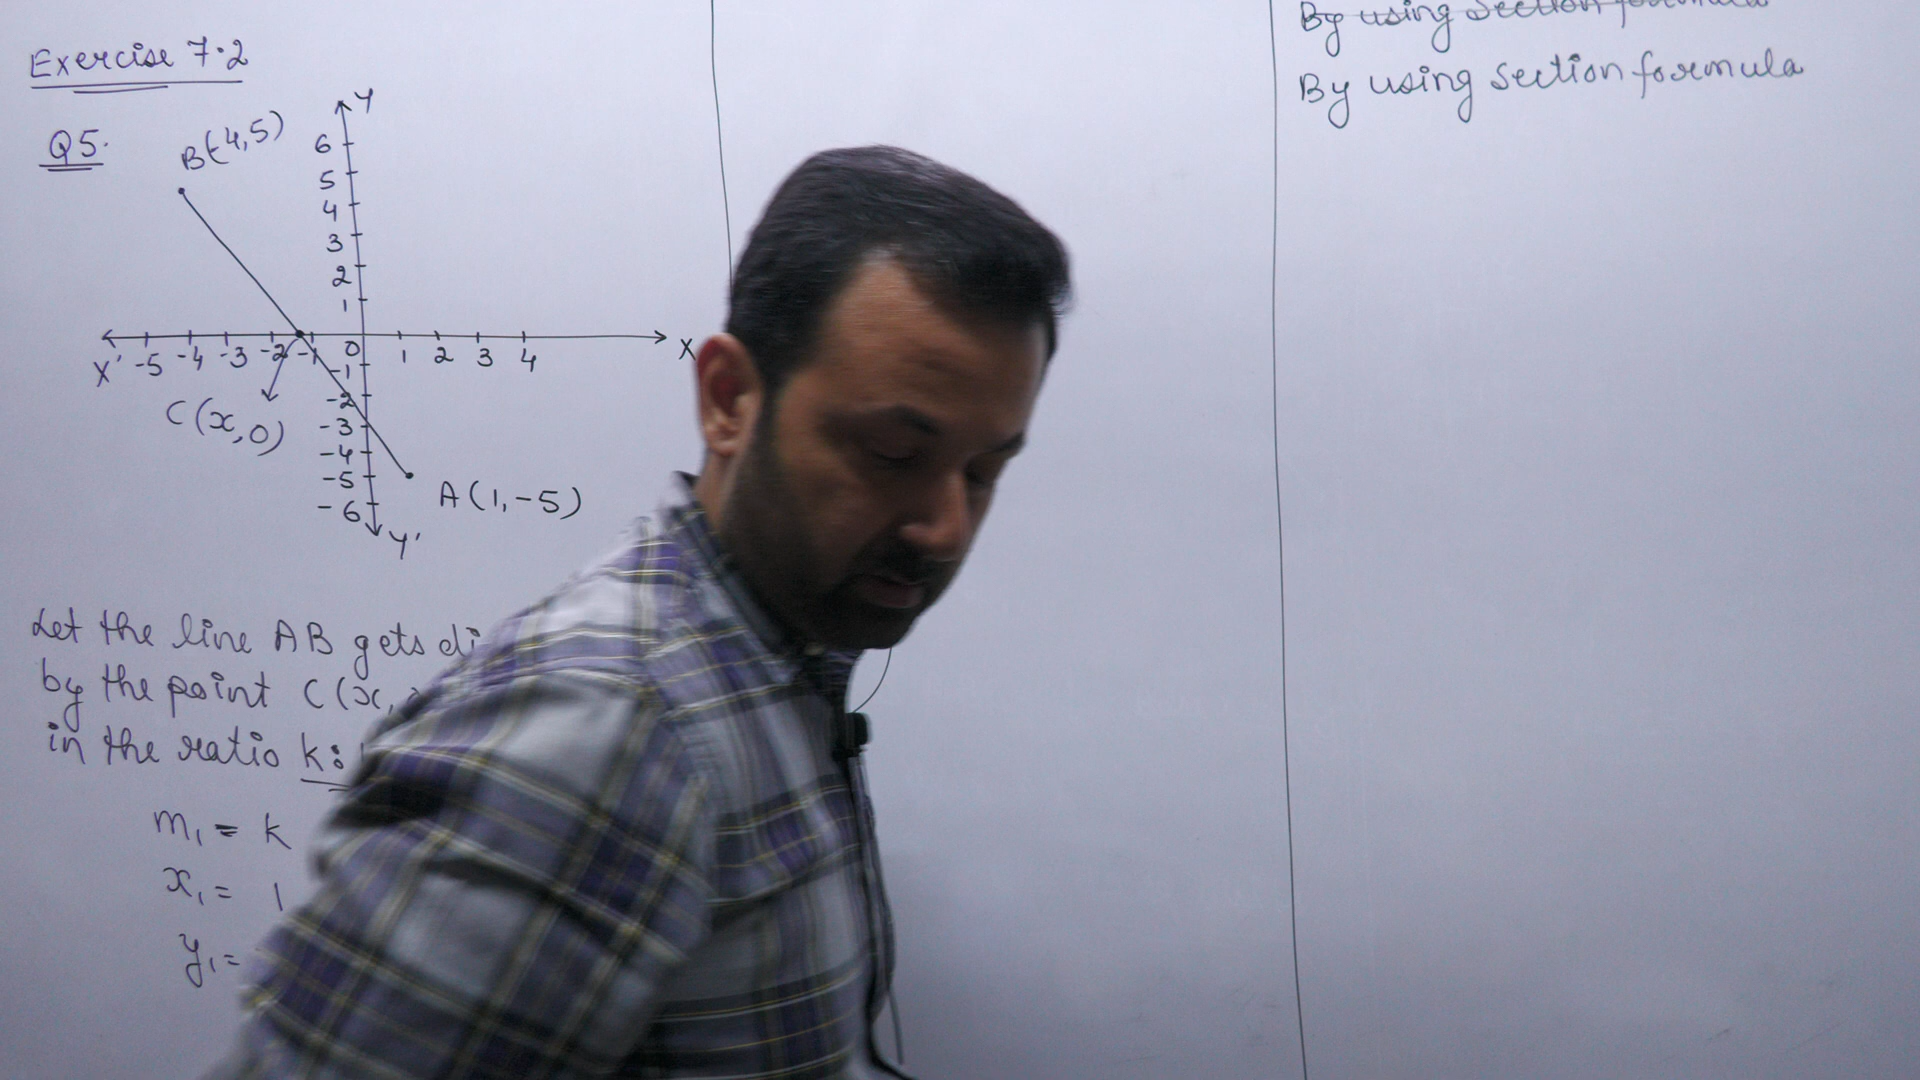 Exercise 7.2
Q5.
B(-4,5)
Y
6
5
4
3
2
1
X' -5 -4 -3 -2 -1 0 1 2 3 4 X
-1
-2
-3
-4
-5
-6
Y'
C(x,0)
A(1,-5)
Let the line AB gets
by the point C(x,
in the ratio k:
m₁ = k
x₁ = 1
y₁ =
By using section formula
By using section formula